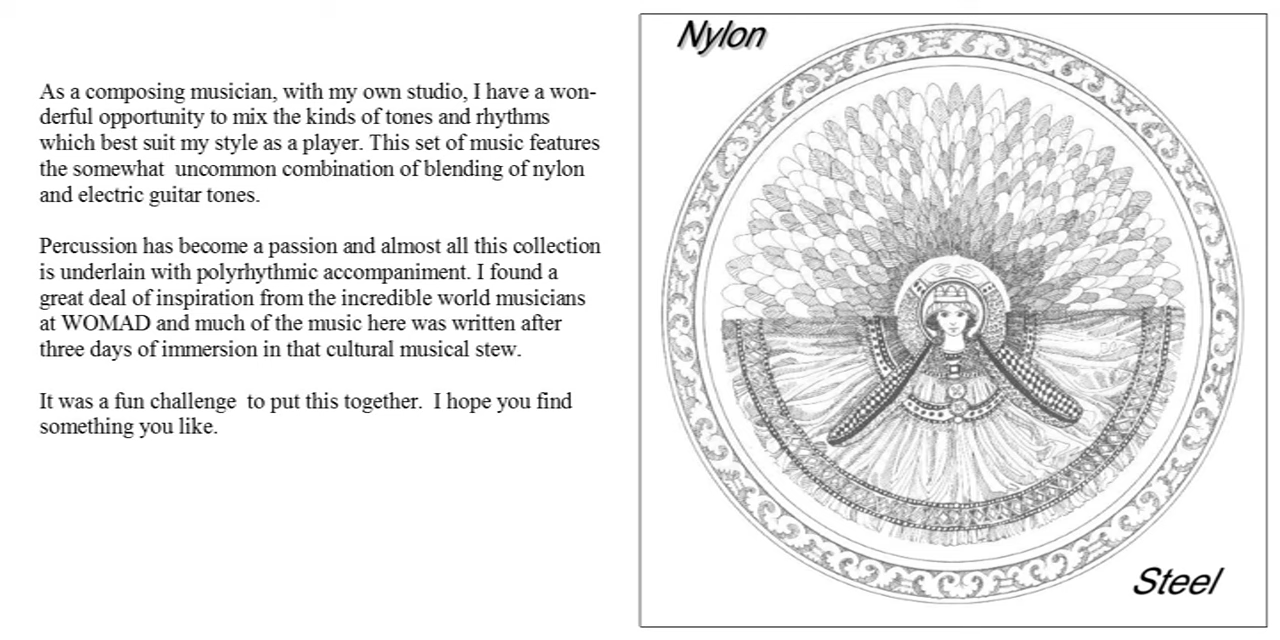 As a composing musician, with my own studio, I have a won-
derful opportunity to mix the kinds of tones and rhythms
which best suit my style as a player. This set of music features
the somewhat  uncommon combination of blending of nylon
and electric guitar tones.
Percussion has become a passion and almost all this collection
is underlain with polyrhythmic accompaniment. I found a
great deal of inspiration from the incredible world musicians
at WOMAD and much of the music here was written after
three days of immersion in that cultural musical stew.
It was a fun challenge  to put this together.  I hope you find
something you like.
Nylon
Steel